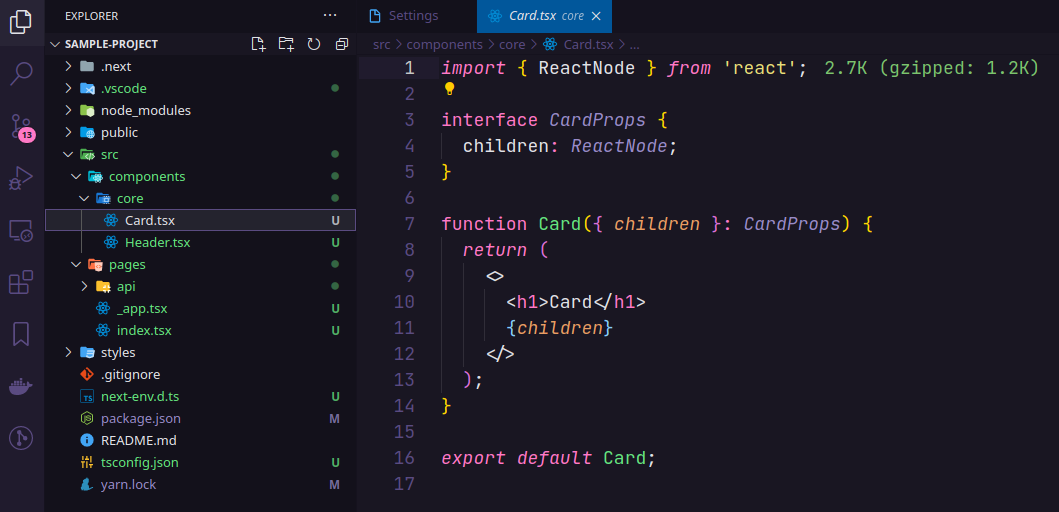 EXPLORER ...
SAMPLE-PROJECT
.next
.vscode
node_modules
public
src
components
core
Card.tsx U
Header.tsx U
pages
api
_app.tsx U
index.tsx U
styles
.gitignore
TS next-env.d.ts U
JS package.json M
README.md
tsconfig.json U
yarn.lock M
13
Settings
Card.tsx core
src > components > core > Card.tsx > ...
1 import { ReactNode } from 'react'; 2.7K (gzipped: 1.2K)
2
3 interface CardProps {
4   children: ReactNode;
5 }
6
7 function Card({ children }: CardProps) {
8   return (
9     <>
10       <h1>Card</h1>
11       {children}
12     </>
13   );
14 }
15
16 export default Card;
17